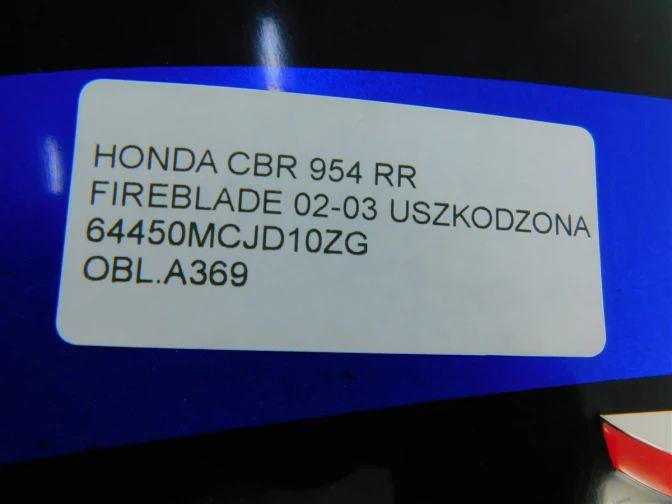 HONDA CBR 954 RR
FIREBLADE 02-03 USZKODZONA
64450MCJD10ZG
OBL.A369